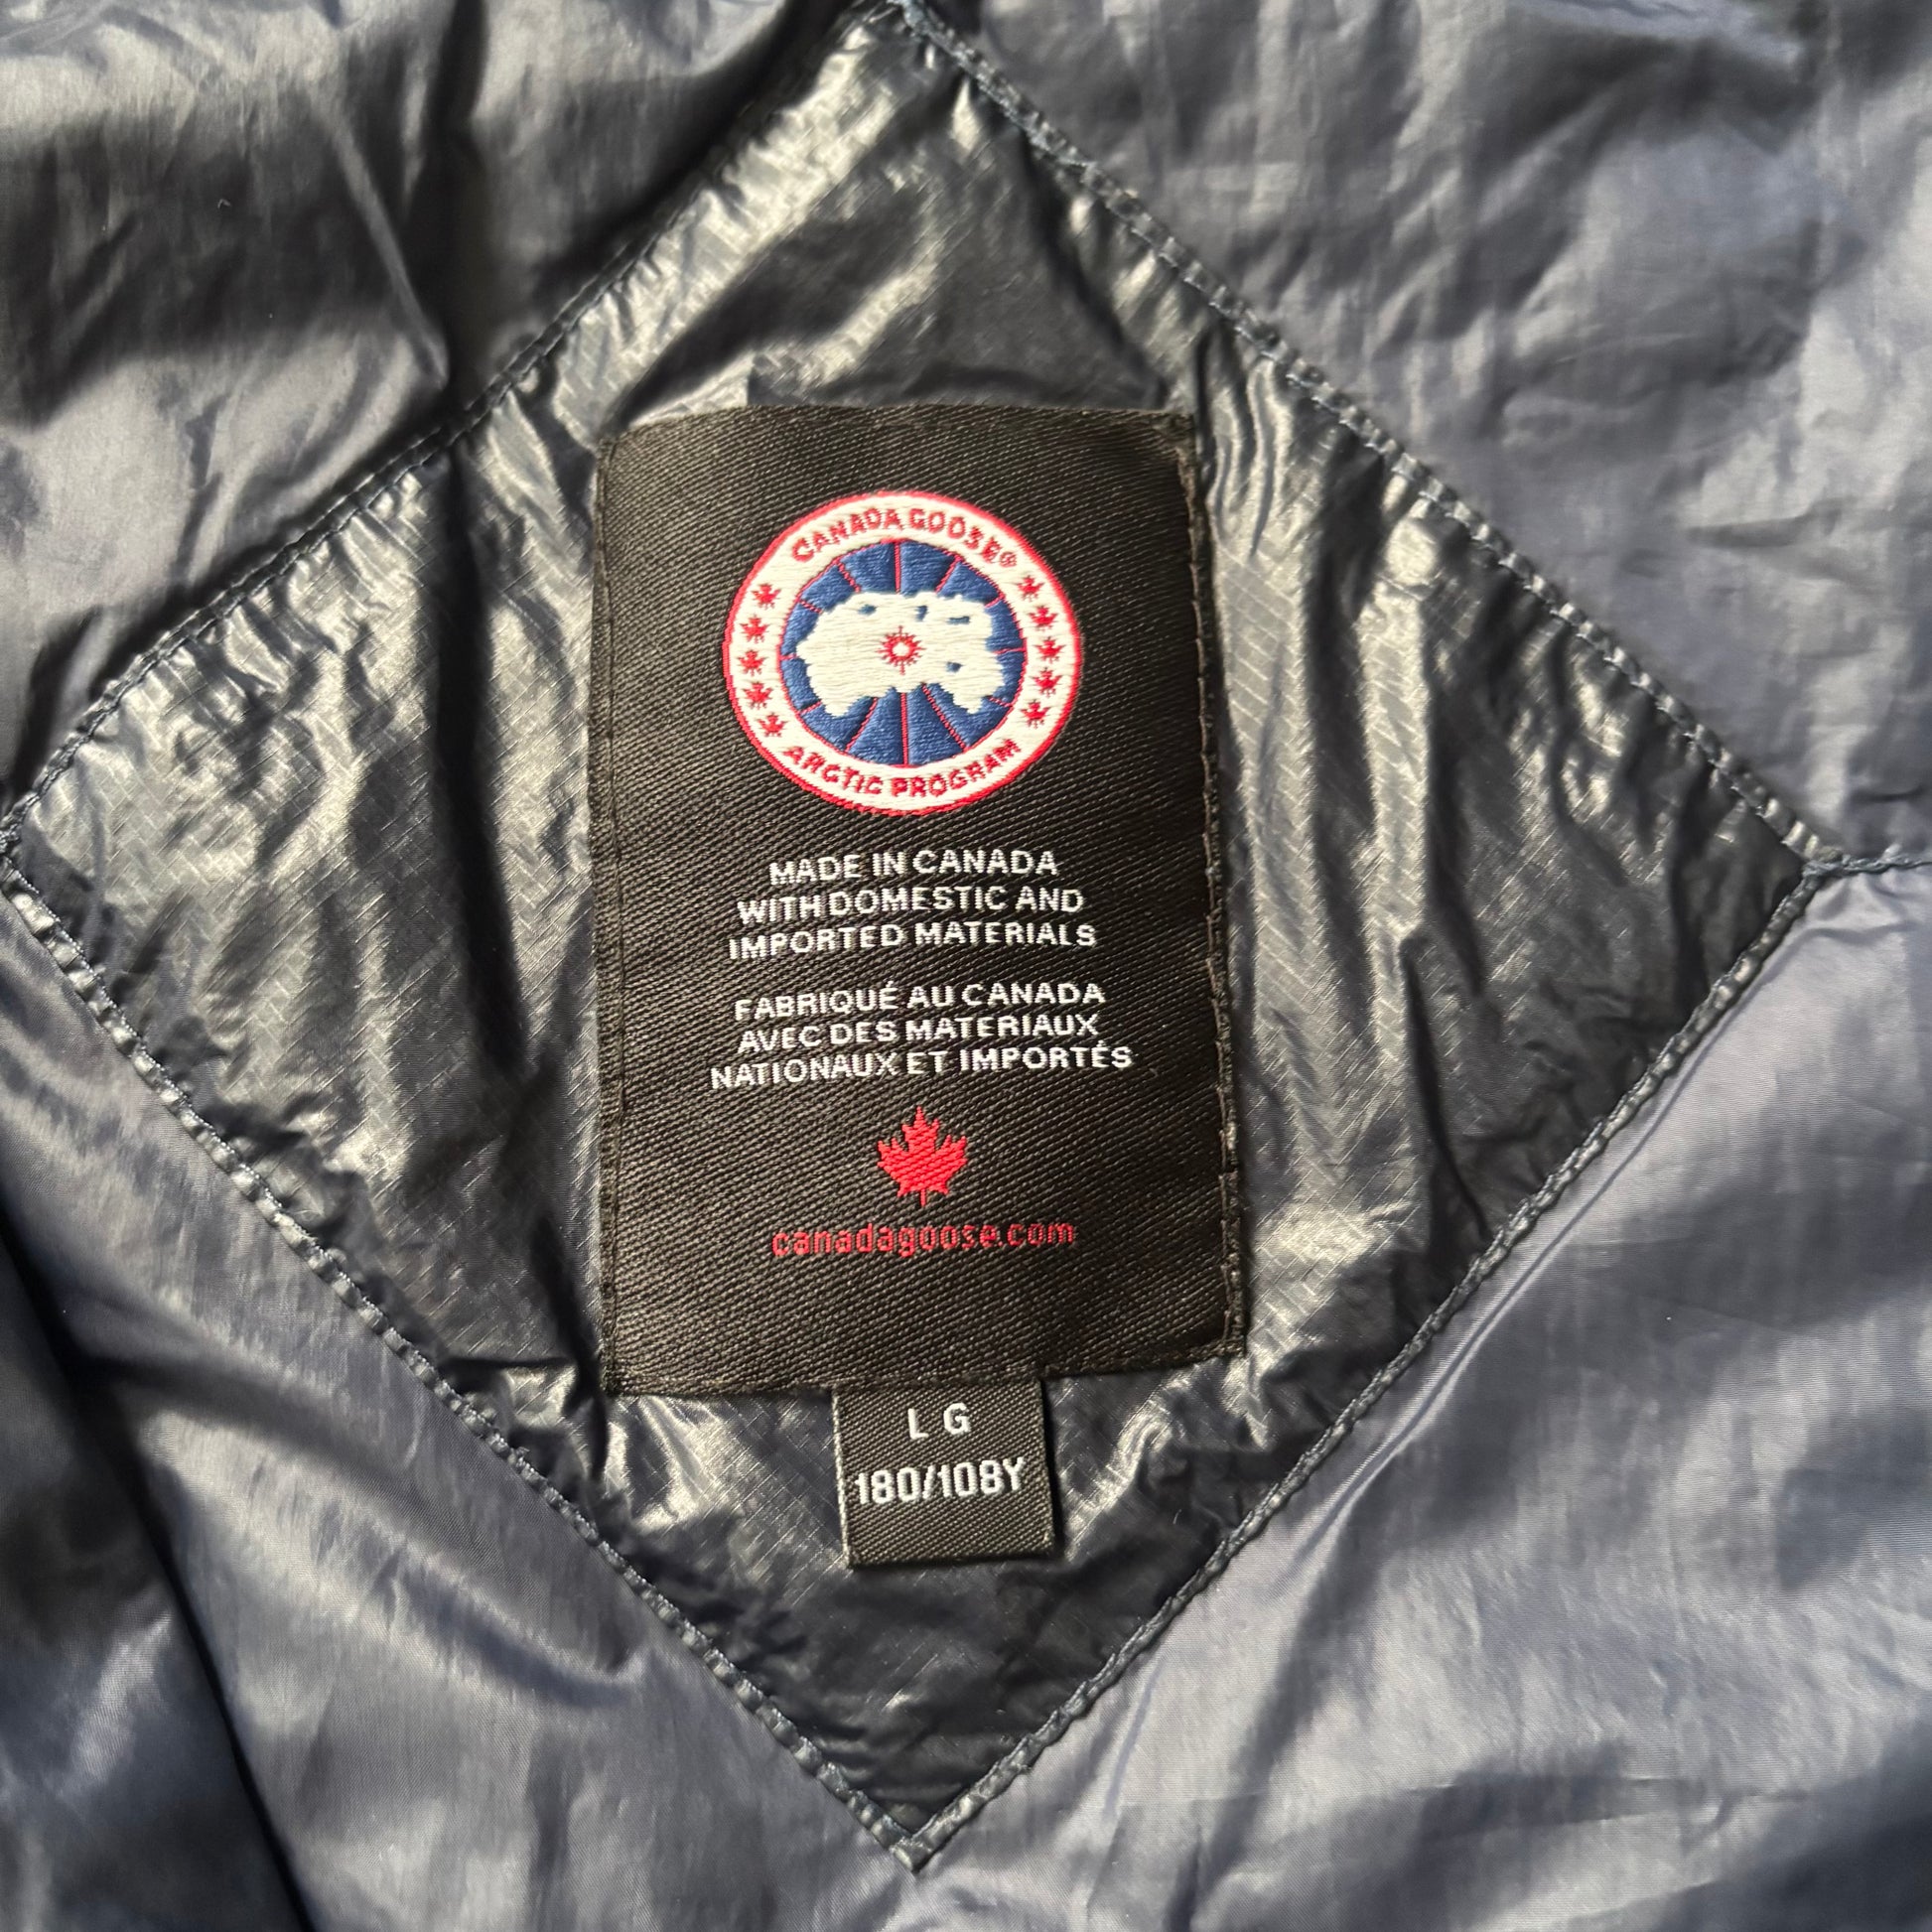 CANADA GOOSE®
ARCTIC PROGRAM
MADE IN CANADA
WITH DOMESTIC AND
IMPORTED MATERIALS
FABRIQUÉ AU CANADA
AVEC DES MATERIAUX
NATIONAUX ET IMPORTÉS
canadagoose.com
L G
180/108Y